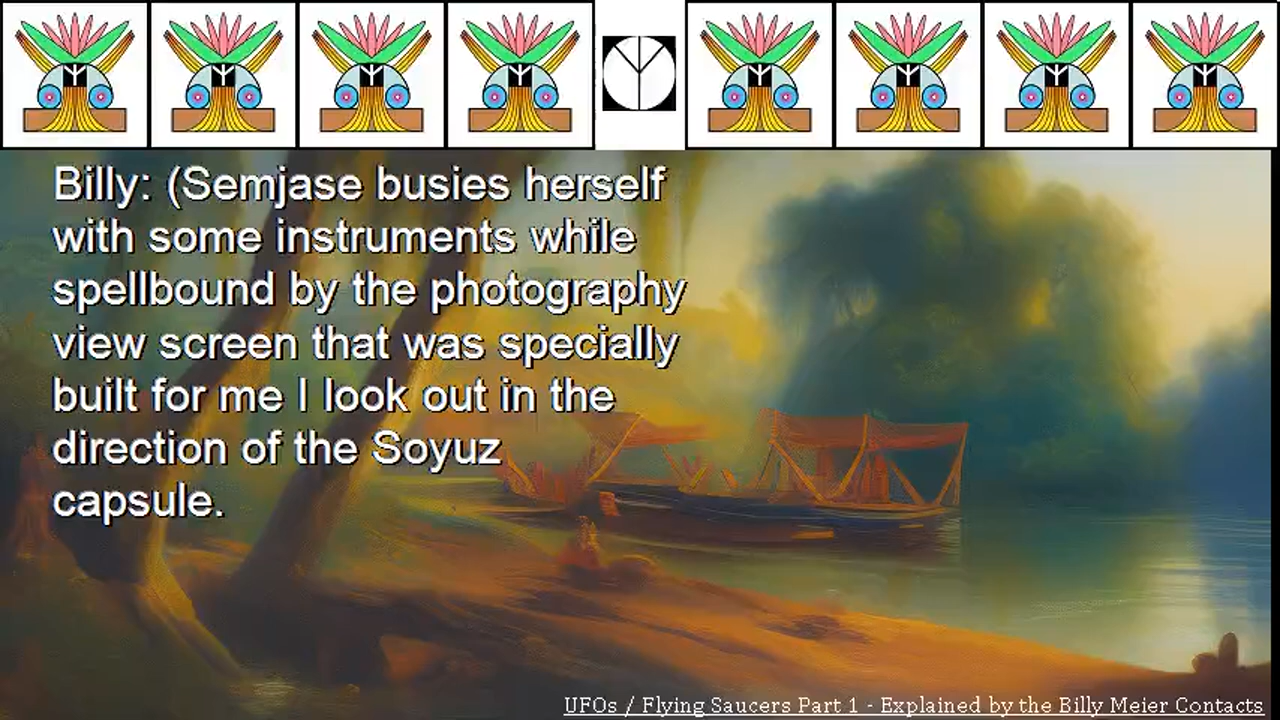 Billy: (Semjase busies herself
with some instruments while
spellbound by the photography
view screen that was specially
built for me I look out in the
direction of the Soyuz
capsule.
UFOs / Flying Saucers Part 1 - Explained by the Billy Meier Contacts